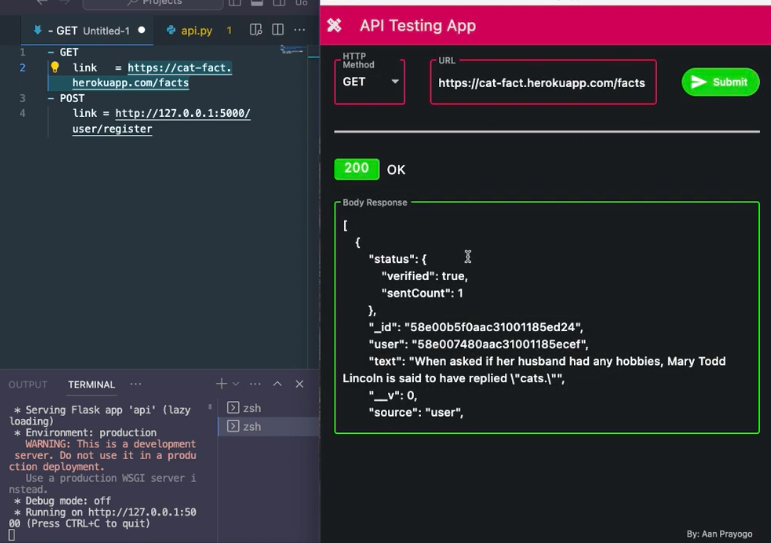 Projects
- GET Untitled-1
api.py 1
1 - GET
2 link = https://cat-fact.
herokuapp.com/facts
3 - POST
4 link = http://127.0.0.1:5000/
user/register
OUTPUT TERMINAL ...
* Serving Flask app 'api' (lazy
loading)
* Environment: production
WARNING: This is a development
server. Do not use it in a produ
ction deployment.
Use a production WSGI server i
nstead.
* Debug mode: off
* Running on http://127.0.0.1:50
00 (Press CTRL+C to quit)
zsh
zsh
API Testing App
HTTP
Method
GET
URL
https://cat-fact.herokuapp.com/facts
Submit
200 OK
Body Response
[
{
"status": {
"verified": true,
"sentCount": 1
},
"_id": "58e00b5f0aac31001185ed24",
"user": "58e007480aac31001185ecef",
"text": "When asked if her husband had any hobbies, Mary Todd
Lincoln is said to have replied \"cats.\"",
"__v": 0,
"source": "user",
By: Aan Prayogo